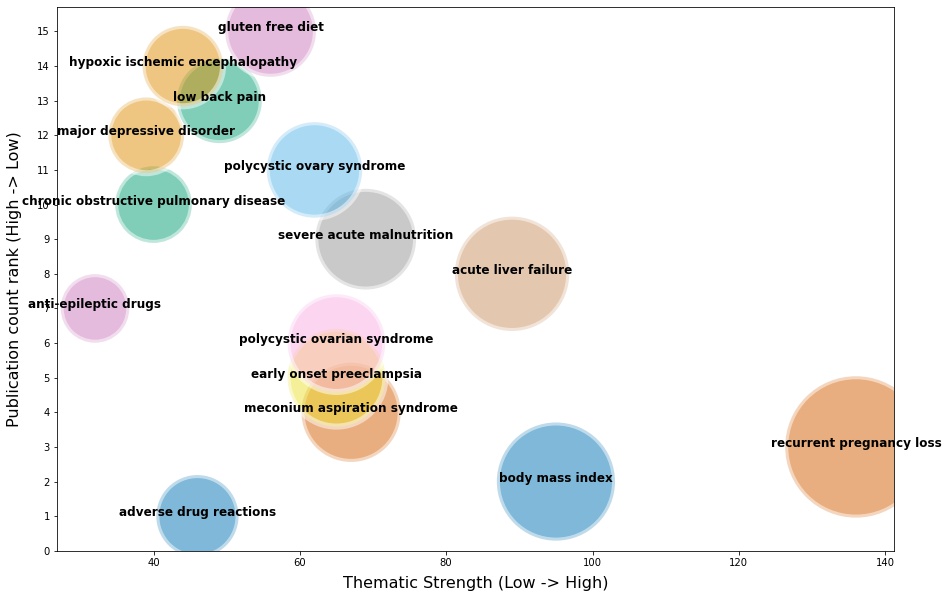 15
gluten free diet
14
hypoxic ischemic encephalopathy
13
low back pain
12
major depressive disorder
11
polycystic ovary syndrome
10
chronic obstructive pulmonary disease
9
severe acute malnutrition
8
acute liver failure
7
anti-epileptic drugs
6
polycystic ovarian syndrome
5
early onset preeclampsia
4
meconium aspiration syndrome
3
recurrent pregnancy loss
2
body mass index
1
adverse drug reactions
0
Publication count rank (High -> Low)
40 60 80 100 120 140
Thematic Strength (Low -> High)